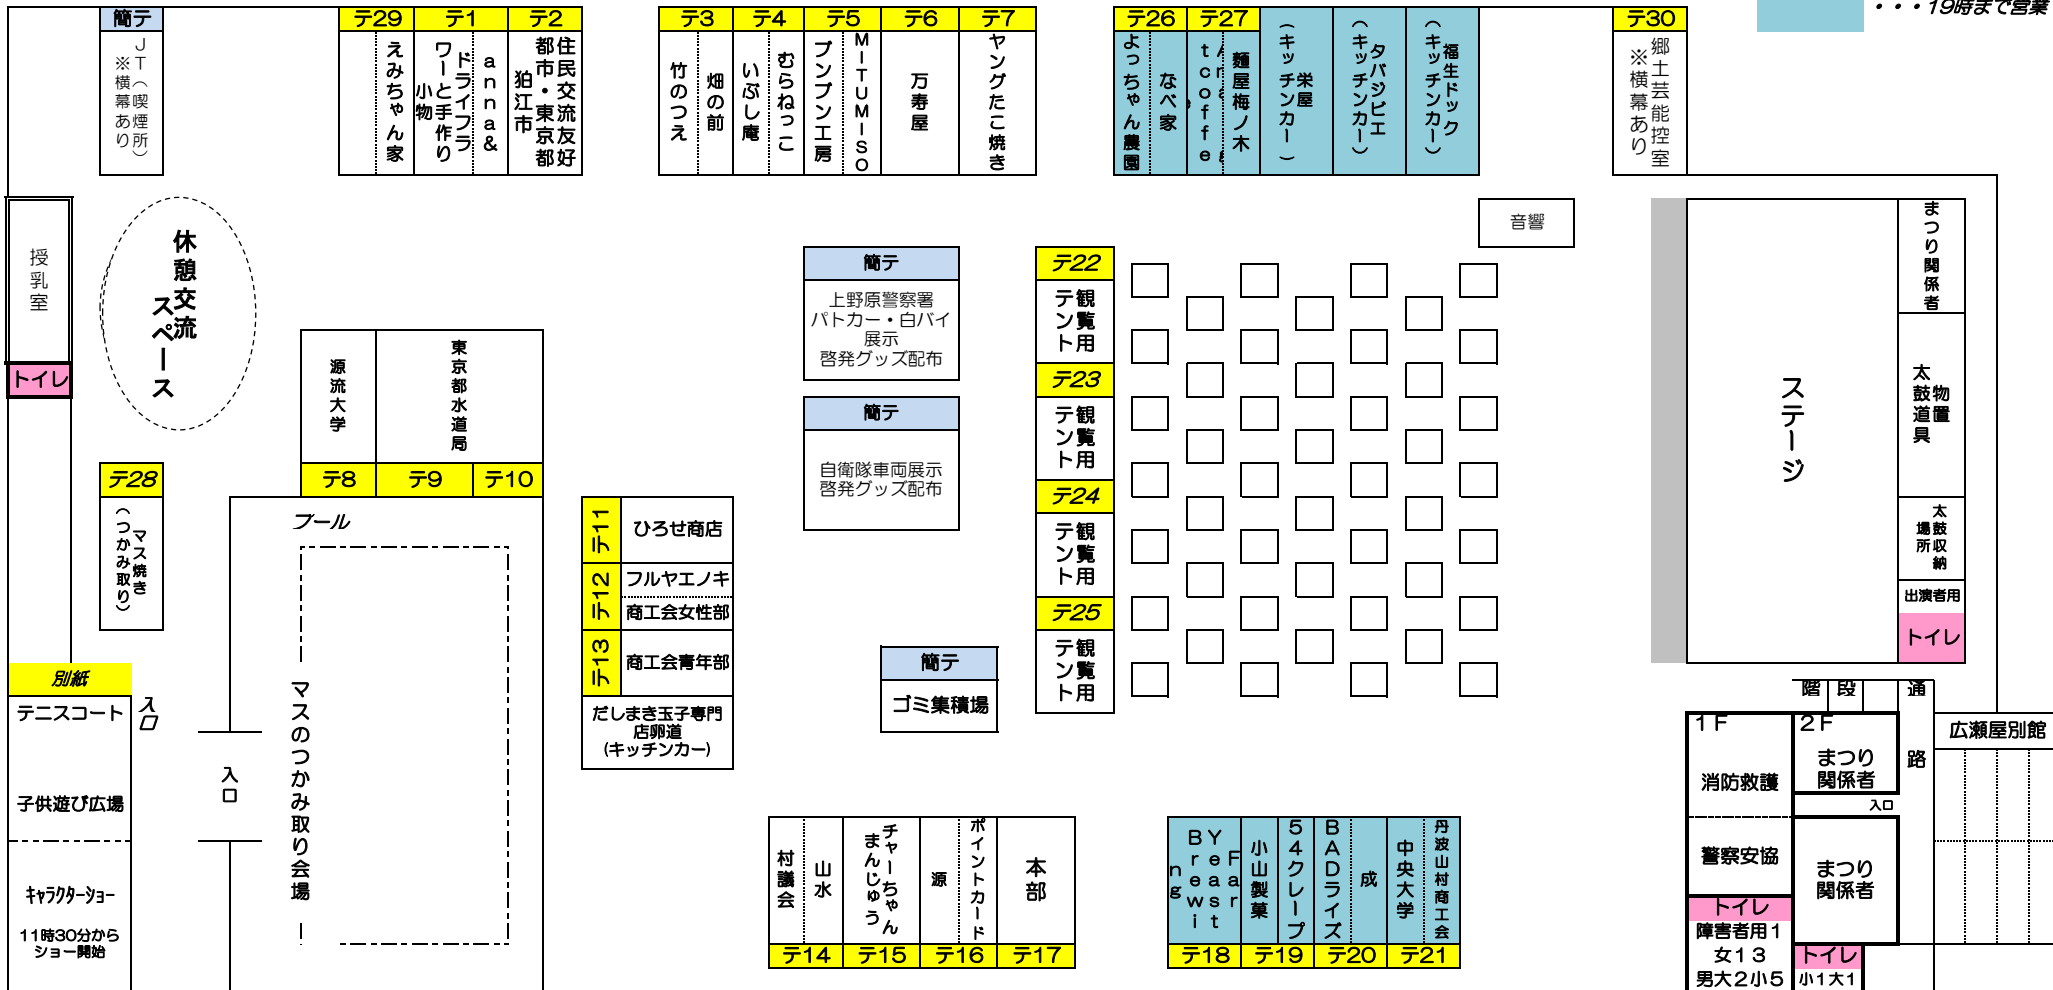 ・・・19時まで営業
簡テ
JT（喫煙所）
※横幕あり
テ29
えみちゃん家
テ1
ドライフラ
ワーと手作り
小物
anna&
テ2
住民交流友好
都市・東京都
狛江市
テ3
竹のつえ
畑の前
テ4
いぶし庵
むらねっこ
テ5
ブンブン工房
MITUMISO
テ6
万寿屋
テ7
ヤングたこ焼き
テ26
よっちゃん農園
なべ家
テ27
tcoffe
麺屋梅ノ木
栄屋
（キッチンカー）
タバジビエ
（キッチンカー）
福生ドック
（キッチンカー）
テ30
郷土芸能控室
※横幕あり
授乳室
トイレ
休憩交流
スペース
音響
簡テ
上野原警察署
パトカー・白バイ
展示
啓発グッズ配布
簡テ
自衛隊車両展示
啓発グッズ配布
テ22
観覧用
テント
テ23
観覧用
テント
テ24
観覧用
テント
テ25
観覧用
テント
ステージ
まつり関係者
物置
太鼓道具
太鼓収納
場所
出演者用
トイレ
源流大学
東京都水道局
テ8
テ9
テ10
テ28
マス焼き
（つかみ取り）
プール
マスのつかみ取り会場
入口
テ11
ひろせ商店
テ12
フルヤエノキ
商工会女性部
テ13
商工会青年部
だしまき玉子専門
店卵道
(キッチンカー)
簡テ
ゴミ集積場
別紙
テニスコート
入口
子供遊び広場
キャラクターショー
11時30分から
ショー開始
村議会
山水
チャーちゃん
まんじゅう
源
ポイントカード
本部
テ14
テ15
テ16
テ17
Far
Yeast
Brewi
ng
小山製菓
54クレープ
BADライズ
成
中央大学
丹波山村商工会
テ18
テ19
テ20
テ21
階段
通路
1F
消防救護
警察安協
2F
まつり
関係者
入口
まつり
関係者
広瀬屋別館
トイレ
障害者用1
女13
男大2小5
トイレ
小1大1